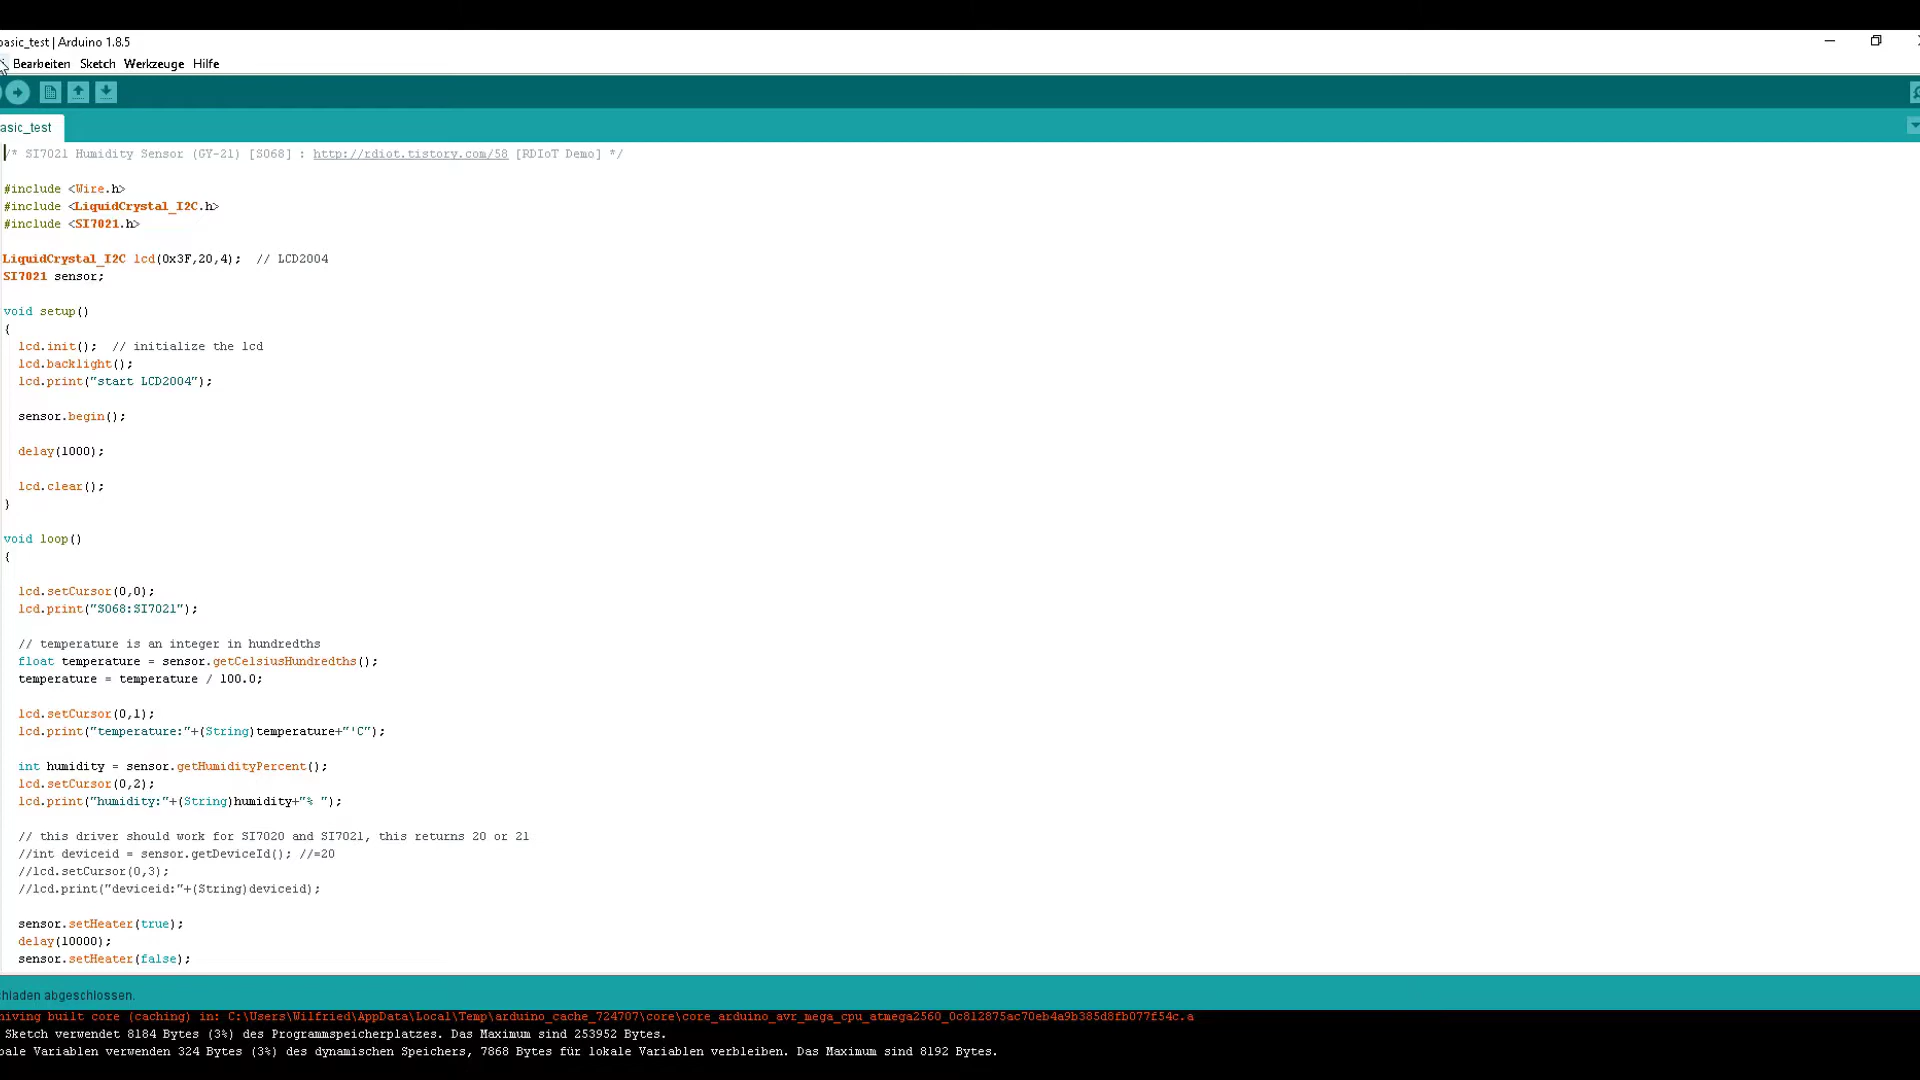 basic_test | Arduino 1.8.5
Bearbeiten Sketch Werkzeuge Hilfe
asic_test
/* SI7021 Humidity Sensor (GY-21) [S068] : http://rdiot.tistory.com/58 [RDIoT Demo] */
#include <Wire.h>
#include <LiquidCrystal_I2C.h>
#include <SI7021.h>
LiquidCrystal_I2C lcd(0x3F,20,4);  // LCD2004
SI7021 sensor;
void setup()
{
  lcd.init();  // initialize the lcd
  lcd.backlight();
  lcd.print("start LCD2004");
  sensor.begin();
  delay(1000);
  lcd.clear();
}
void loop()
{
  lcd.setCursor(0,0);
  lcd.print("S068:SI7021");
  // temperature is an integer in hundredths
  float temperature = sensor.getCelsiusHundredths();
  temperature = temperature / 100.0;
  lcd.setCursor(0,1);
  lcd.print("temperature:"+(String)temperature+"'C");
  int humidity = sensor.getHumidityPercent();
  lcd.setCursor(0,2);
  lcd.print("humidity:"+(String)humidity+"% ");
  // this driver should work for SI7020 and SI7021, this returns 20 or 21
  //int deviceid = sensor.getDeviceId(); //=20
  //lcd.setCursor(0,3);
  //lcd.print("deviceid:"+(String)deviceid);
  sensor.setHeater(true);
  delay(10000);
  sensor.setHeater(false);
hladen abgeschlossen.
hiving built core (caching) in: C:\Users\Wilfried\AppData\Local\Temp\arduino_cache_724707\core\core_arduino_avr_mega_cpu_atmega2560_0c812875ac70eb4a9b385d8fb077f54c.a
Sketch verwendet 8184 Bytes (3%) des Programmspeicherplatzes. Das Maximum sind 253952 Bytes.
bale Variablen verwenden 324 Bytes (3%) des dynamischen Speichers, 7868 Bytes für lokale Variablen verbleiben. Das Maximum sind 8192 Bytes.